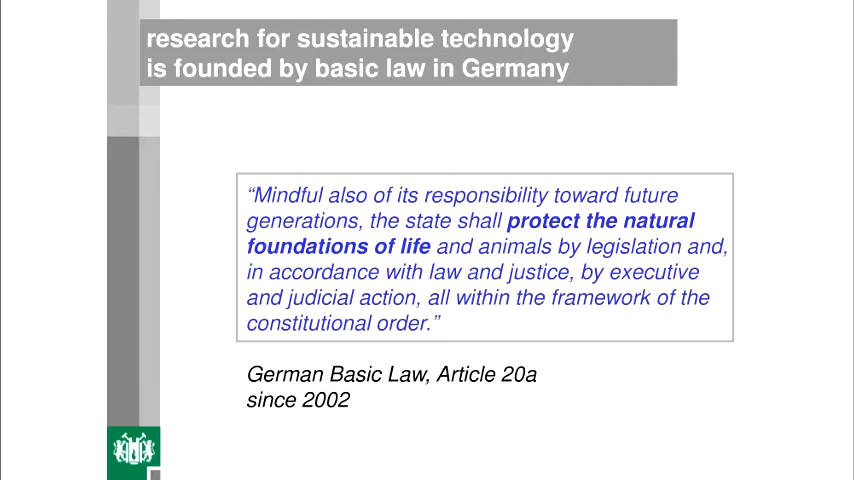 research for sustainable technology
is founded by basic law in Germany
“Mindful also of its responsibility toward future
generations, the state shall protect the natural
foundations of life and animals by legislation and,
in accordance with law and justice, by executive
and judicial action, all within the framework of the
constitutional order.”
German Basic Law, Article 20a
since 2002